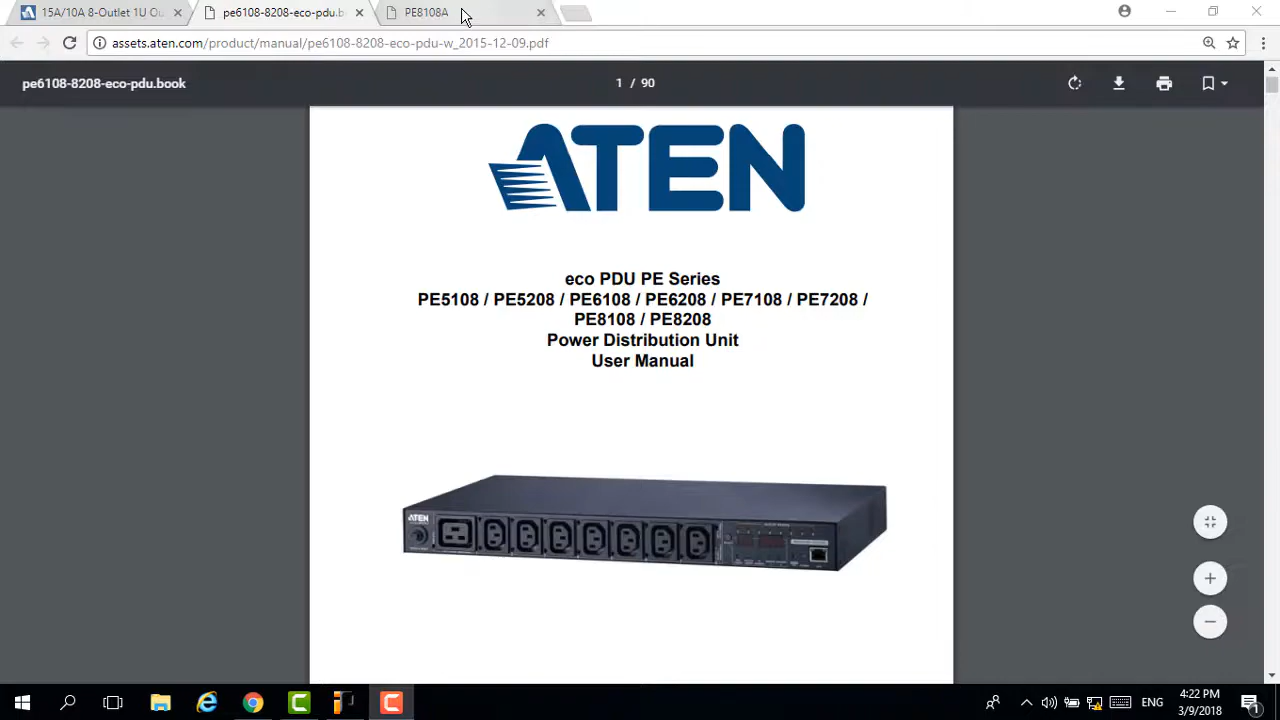 15A/10A 8-Outlet 1U Ou
pe6108-8208-eco-pdu.b
PE8108A
assets.aten.com/product/manual/pe6108-8208-eco-pdu-w_2015-12-09.pdf
pe6108-8208-eco-pdu.book
1 / 90
ATEN
eco PDU PE Series
PE5108 / PE5208 / PE6108 / PE6208 / PE7108 / PE7208 /
PE8108 / PE8208
Power Distribution Unit
User Manual
ATEN
ENG
4:22 PM
3/9/2018
1